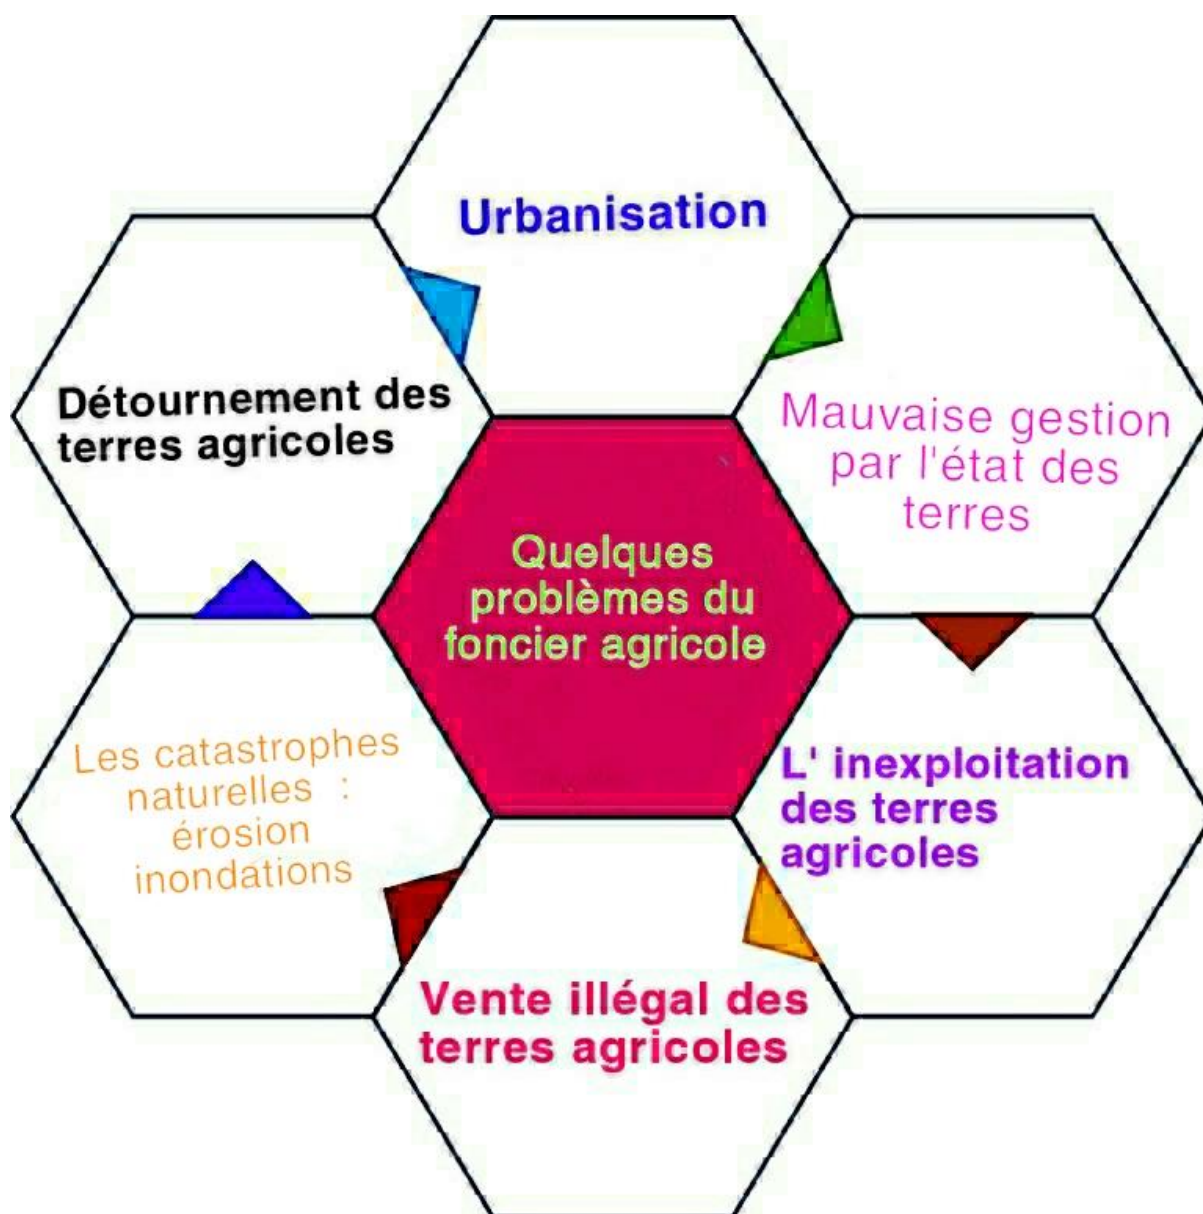 Urbanisation
Détournement des
terres agricoles
Mauvaise gestion
par l'état des
terres
Quelques
problèmes du
foncier agricole
Les catastrophes
naturelles :
érosion
inondations
L' inexploitation
des terres
agricoles
Vente illégal des
terres agricoles